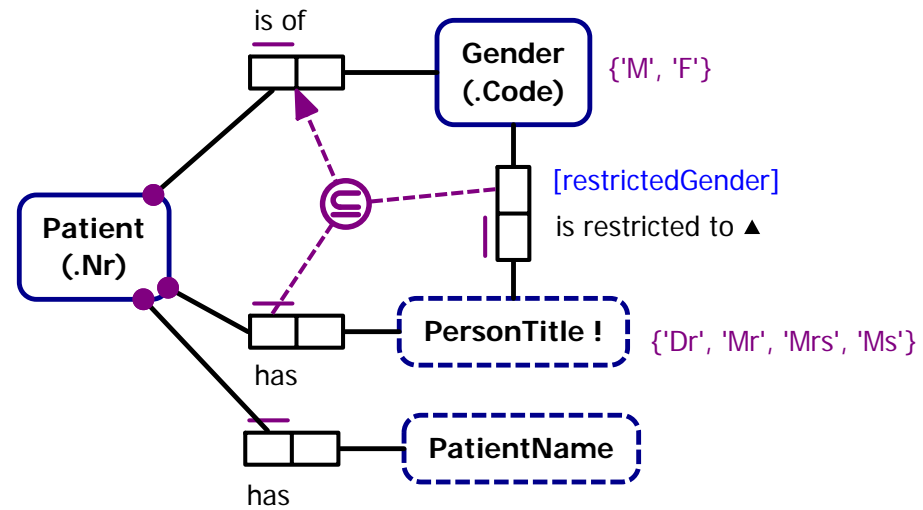 is of
Gender
(.Code)
{'M', 'F'}
[restrictedGender]
is restricted to ▲
Patient
(.Nr)
PersonTitle !
{'Dr', 'Mr', 'Mrs', 'Ms'}
has
PatientName
has